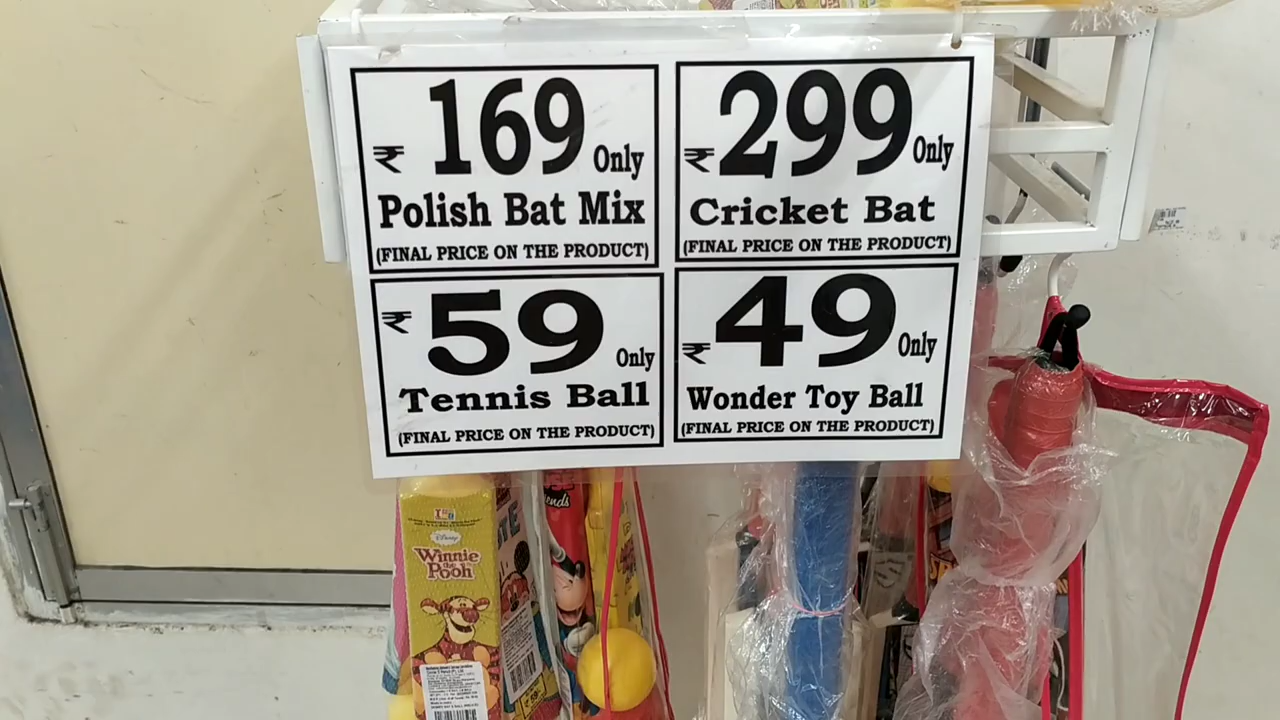 ₹ 169 Only
Polish Bat Mix
(FINAL PRICE ON THE PRODUCT)
₹ 299 Only
Cricket Bat
(FINAL PRICE ON THE PRODUCT)
₹ 59 Only
Tennis Ball
(FINAL PRICE ON THE PRODUCT)
₹ 49 Only
Wonder Toy Ball
(FINAL PRICE ON THE PRODUCT)
Disney
Winnie
the
Pooh